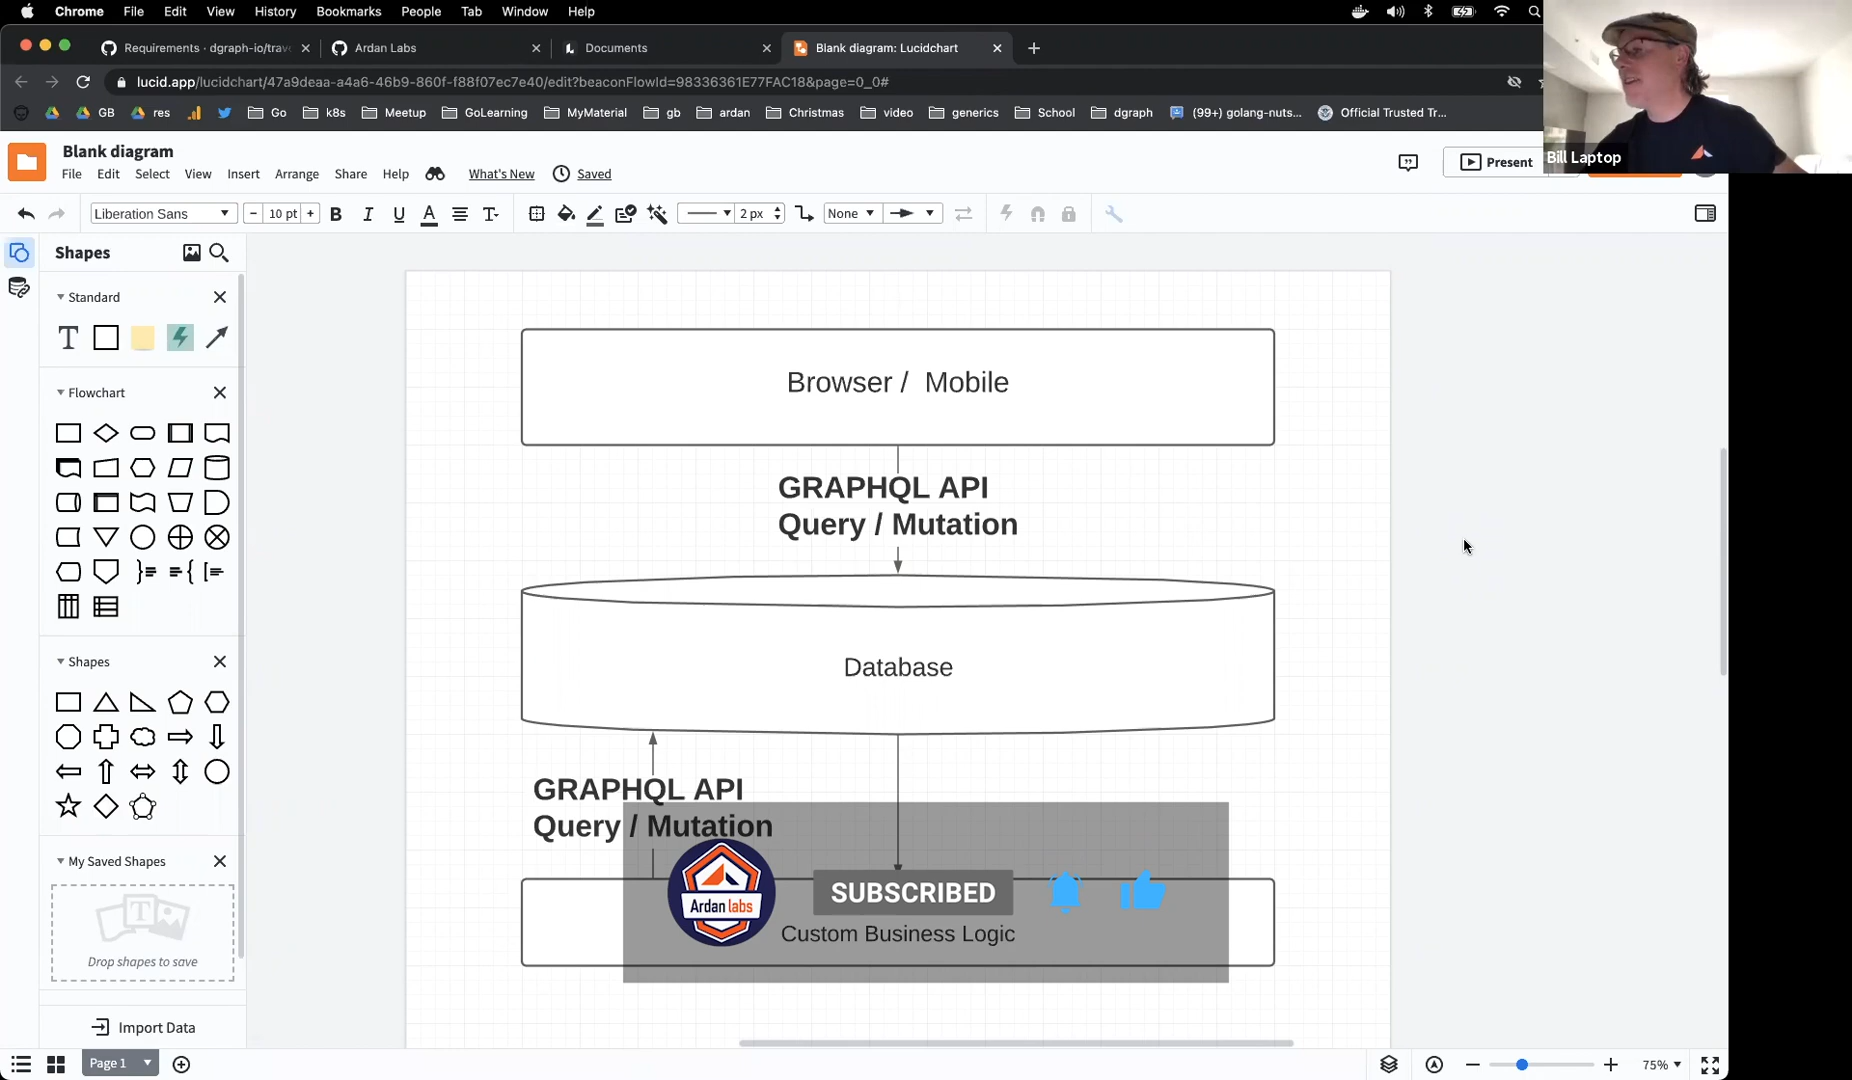 Chrome File Edit View History Bookmarks People Tab Window Help
Requirements · dgraph-io/trav
Ardan Labs
Documents
Blank diagram: Lucidchart
lucid.app/lucidchart/47a9deaa-a4a6-46b9-860f-f88f07ec7e40/edit?beaconFlowId=98336361E77FAC18&page=0_0#
GB res Go k8s Meetup GoLearning MyMaterial gb ardan Christmas video generics School dgraph (99+) golang-nuts... Official Trusted Tr...
Bill Laptop
Blank diagram
File Edit Select View Insert Arrange Share Help What's New Saved
Present
Liberation Sans 10 pt B I U A T 2 px None
Shapes
Standard
T
Flowchart
Shapes
My Saved Shapes
T
Drop shapes to save
Import Data
Browser / Mobile
GRAPHQL API
Query / Mutation
Database
GRAPHQL API
Query / Mutation
Ardan labs
SUBSCRIBED
Custom Business Logic
Page 1
75%